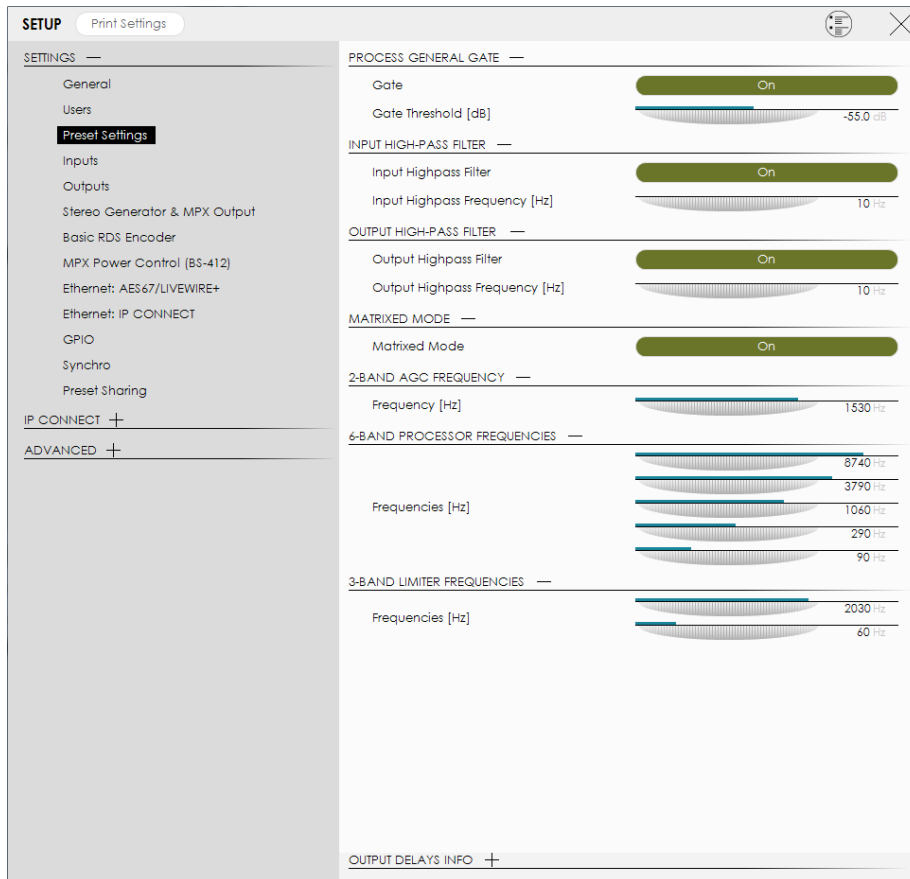 SETUP Print Settings
SETTINGS
General
Users
Preset Settings
Inputs
Outputs
Stereo Generator & MPX Output
Basic RDS Encoder
MPX Power Control (BS-412)
Ethernet: AES67/LIVEWIRE+
Ethernet: IP CONNECT
GPIO
Synchro
Preset Sharing
IP CONNECT
ADVANCED
PROCESS GENERAL GATE
Gate On
Gate Threshold [dB] -55.0 dB
INPUT HIGH-PASS FILTER
Input Highpass Filter On
Input Highpass Frequency [Hz] 10 Hz
OUTPUT HIGH-PASS FILTER
Output Highpass Filter On
Output Highpass Frequency [Hz] 10 Hz
MATRIXED MODE
Matrixed Mode On
2-BAND AGC FREQUENCY
Frequency [Hz] 1530 Hz
6-BAND PROCESSOR FREQUENCIES
Frequencies [Hz]
8740 Hz
3790 Hz
1060 Hz
290 Hz
90 Hz
3-BAND LIMITER FREQUENCIES
Frequencies [Hz]
2030 Hz
60 Hz
OUTPUT DELAYS INFO